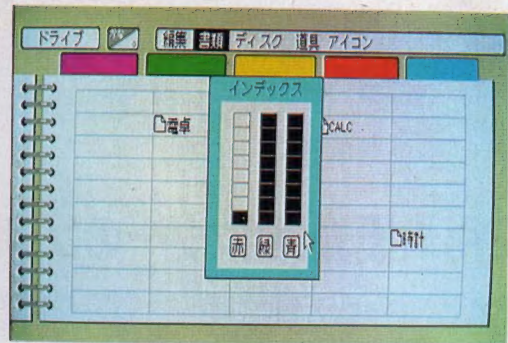 ドライブ 編集 書類 ディスク 道具 アイコン
インデックス
電卓
CALC
時計
赤 緑 青